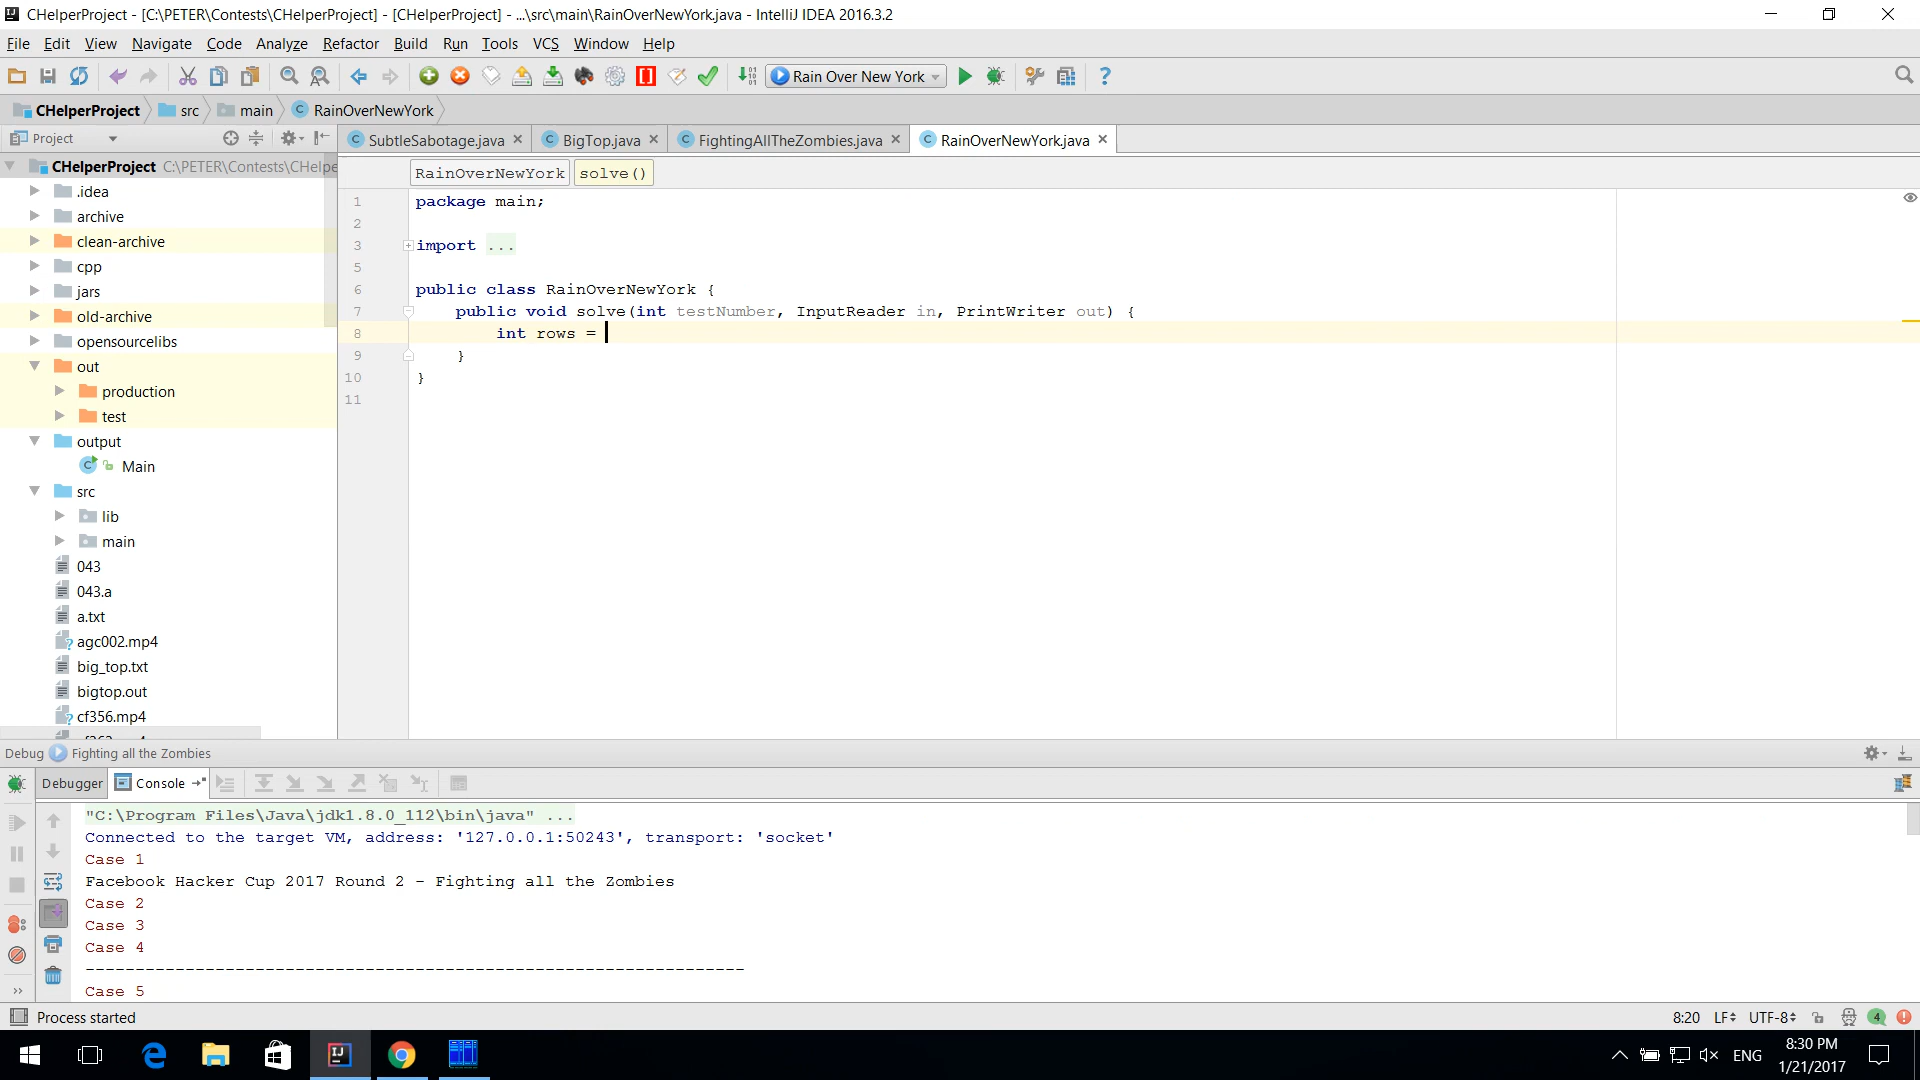 CHelperProject - [C:\PETER\Contests\CHelperProject] - [CHelperProject] - ...\src\main\RainOverNewYork.java - IntelliJ IDEA 2016.3.2
File Edit View Navigate Code Analyze Refactor Build Run Tools VCS Window Help
Rain Over New York
CHelperProject src main RainOverNewYork
Project
SubtleSabotage.java BigTop.java FightingAllTheZombies.java RainOverNewYork.java
CHelperProject C:\PETER\Contests\CHelpe
.idea
archive
clean-archive
cpp
jars
old-archive
opensourcelibs
out
production
test
output
Main
src
lib
main
043
043.a
a.txt
agc002.mp4
big_top.txt
bigtop.out
cf356.mp4
RainOverNewYork solve()
1 package main;
2
3 import ...
5
6 public class RainOverNewYork {
7 public void solve(int testNumber, InputReader in, PrintWriter out) {
8 int rows =
9 }
10 }
11
Debug Fighting all the Zombies
Debugger Console
"C:\Program Files\Java\jdk1.8.0_112\bin\java" ...
Connected to the target VM, address: '127.0.0.1:50243', transport: 'socket'
Case 1
Facebook Hacker Cup 2017 Round 2 - Fighting all the Zombies
Case 2
Case 3
Case 4
------------------------------------------------------------------
Case 5
Process started
8:20 LF UTF-8 4
ENG
8:30 PM
1/21/2017